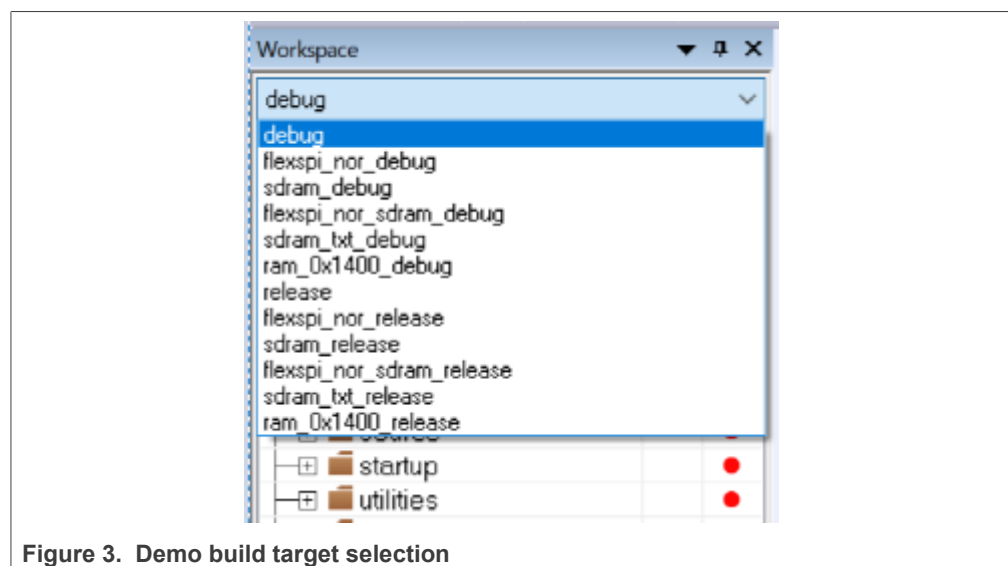 Workspace
debug
debug
flexspi_nor_debug
sdram_debug
flexspi_nor_sdram_debug
sdram_txt_debug
ram_0x1400_debug
release
flexspi_nor_release
sdram_release
flexspi_nor_sdram_release
sdram_txt_release
ram_0x1400_release
startup
utilities
Figure 3. Demo build target selection